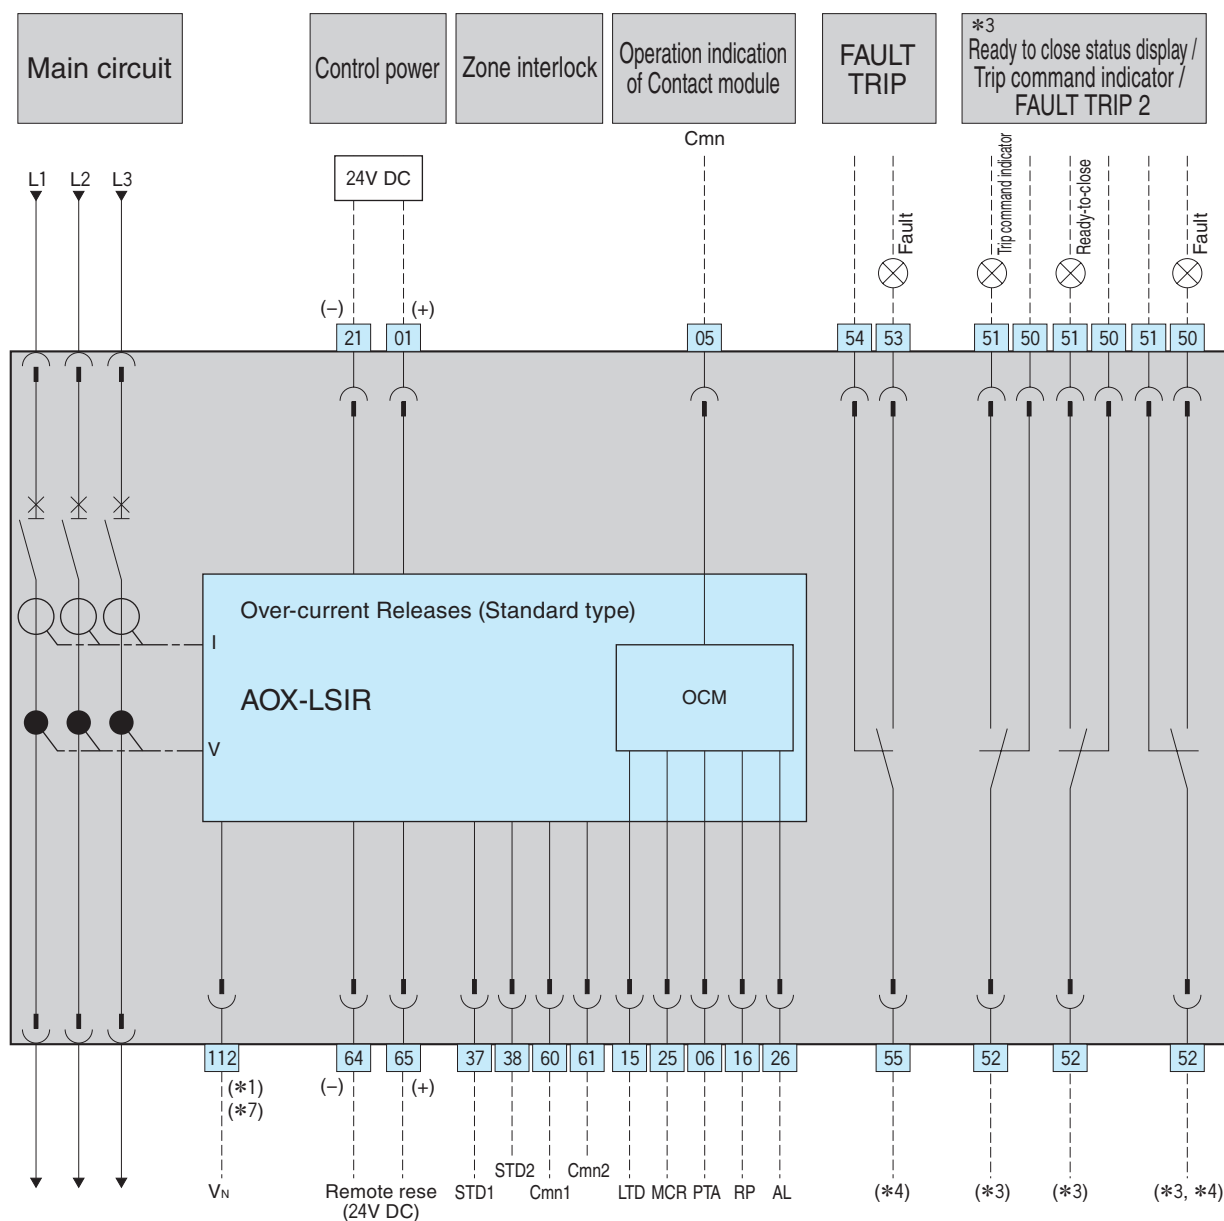 Main circuit
Control power
Zone interlock
Operation indication
of Contact module
FAULT
TRIP
*3
Ready to close status display /
Trip command indicator /
FAULT TRIP 2
Cmn
L1 L2 L3
24V DC
Fault
Trip command indicator
Ready-to-close
Fault
(−) (+)
21 01 05 54 53 51 50 51 50 51 50
Over-current Releases (Standard type)
I
AOX-LSIR
OCM
V
112 64 65 37 38 60 61 15 25 06 16 26 55 52 52 52
(*1) (−) (+)
(*7)
STD2 Cmn2
VN Remote rese STD1 Cmn1 LTD MCR PTA RP AL (*4) (*3) (*3) (*3, *4)
(24V DC)